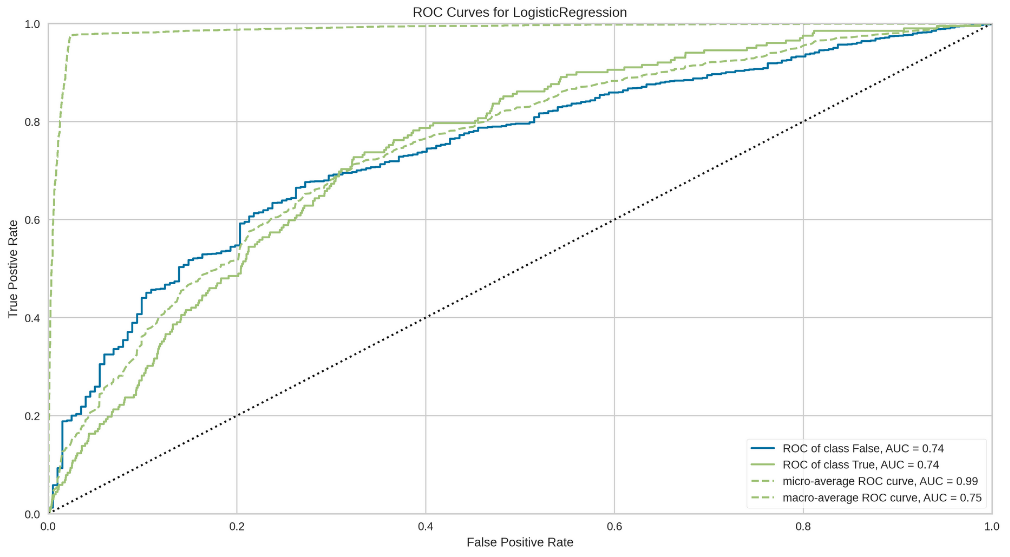 ROC Curves for LogisticRegression
1.0
0.8
0.6
0.4
0.2
0.0
True Postive Rate
0.0 0.2 0.4 0.6 0.8 1.0
False Positive Rate
ROC of class False, AUC = 0.74
ROC of class True, AUC = 0.74
micro-average ROC curve, AUC = 0.99
macro-average ROC curve, AUC = 0.75